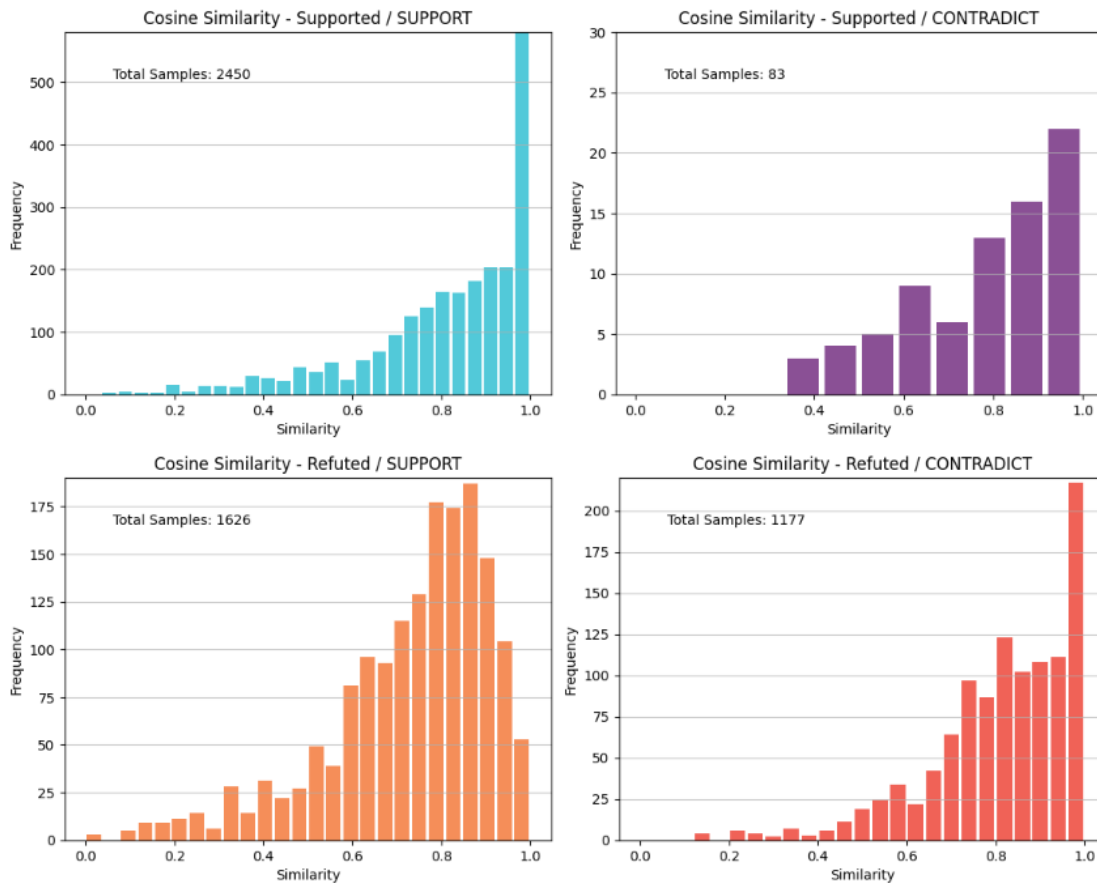 Cosine Similarity - Supported / SUPPORT
Total Samples: 2450
Frequency
500
400
300
200
100
0
0.0 0.2 0.4 0.6 0.8 1.0
Similarity
Cosine Similarity - Supported / CONTRADICT
Total Samples: 83
Frequency
30
25
20
15
10
5
0
0.0 0.2 0.4 0.6 0.8 1.0
Similarity
Cosine Similarity - Refuted / SUPPORT
Total Samples: 1626
Frequency
175
150
125
100
75
50
25
0
0.0 0.2 0.4 0.6 0.8 1.0
Similarity
Cosine Similarity - Refuted / CONTRADICT
Total Samples: 1177
Frequency
200
175
150
125
100
75
50
25
0
0.0 0.2 0.4 0.6 0.8 1.0
Similarity